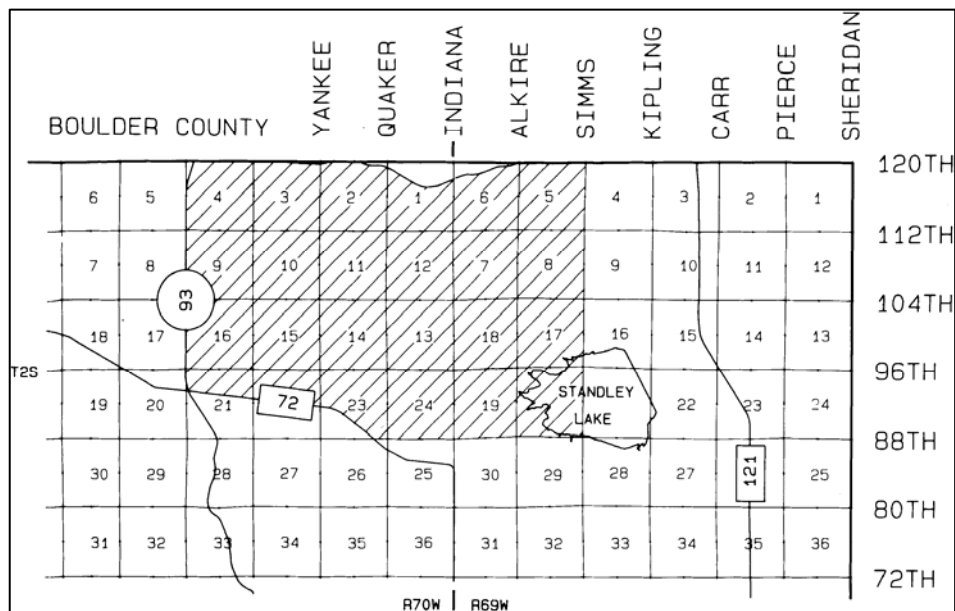 BOULDER COUNTY YANKEE QUAKER INDIANA ALKIRE SIMMS KIPLING CARR PIERCE SHERIDAN
120TH
6 5 4 3 2 1 6 5 4 3 2 1
112TH
7 8 9 10 11 12 7 8 9 10 11 12
93 104TH
18 17 16 15 14 13 18 17 16 15 14 13
T2S 96TH
STANDLEY
19 20 21 72 23 24 19 22 23 24
LAKE
88TH
30 29 28 27 26 25 30 29 28 27 121 25
80TH
31 32 33 34 35 36 31 32 33 34 35 36
72TH
R70W R69W